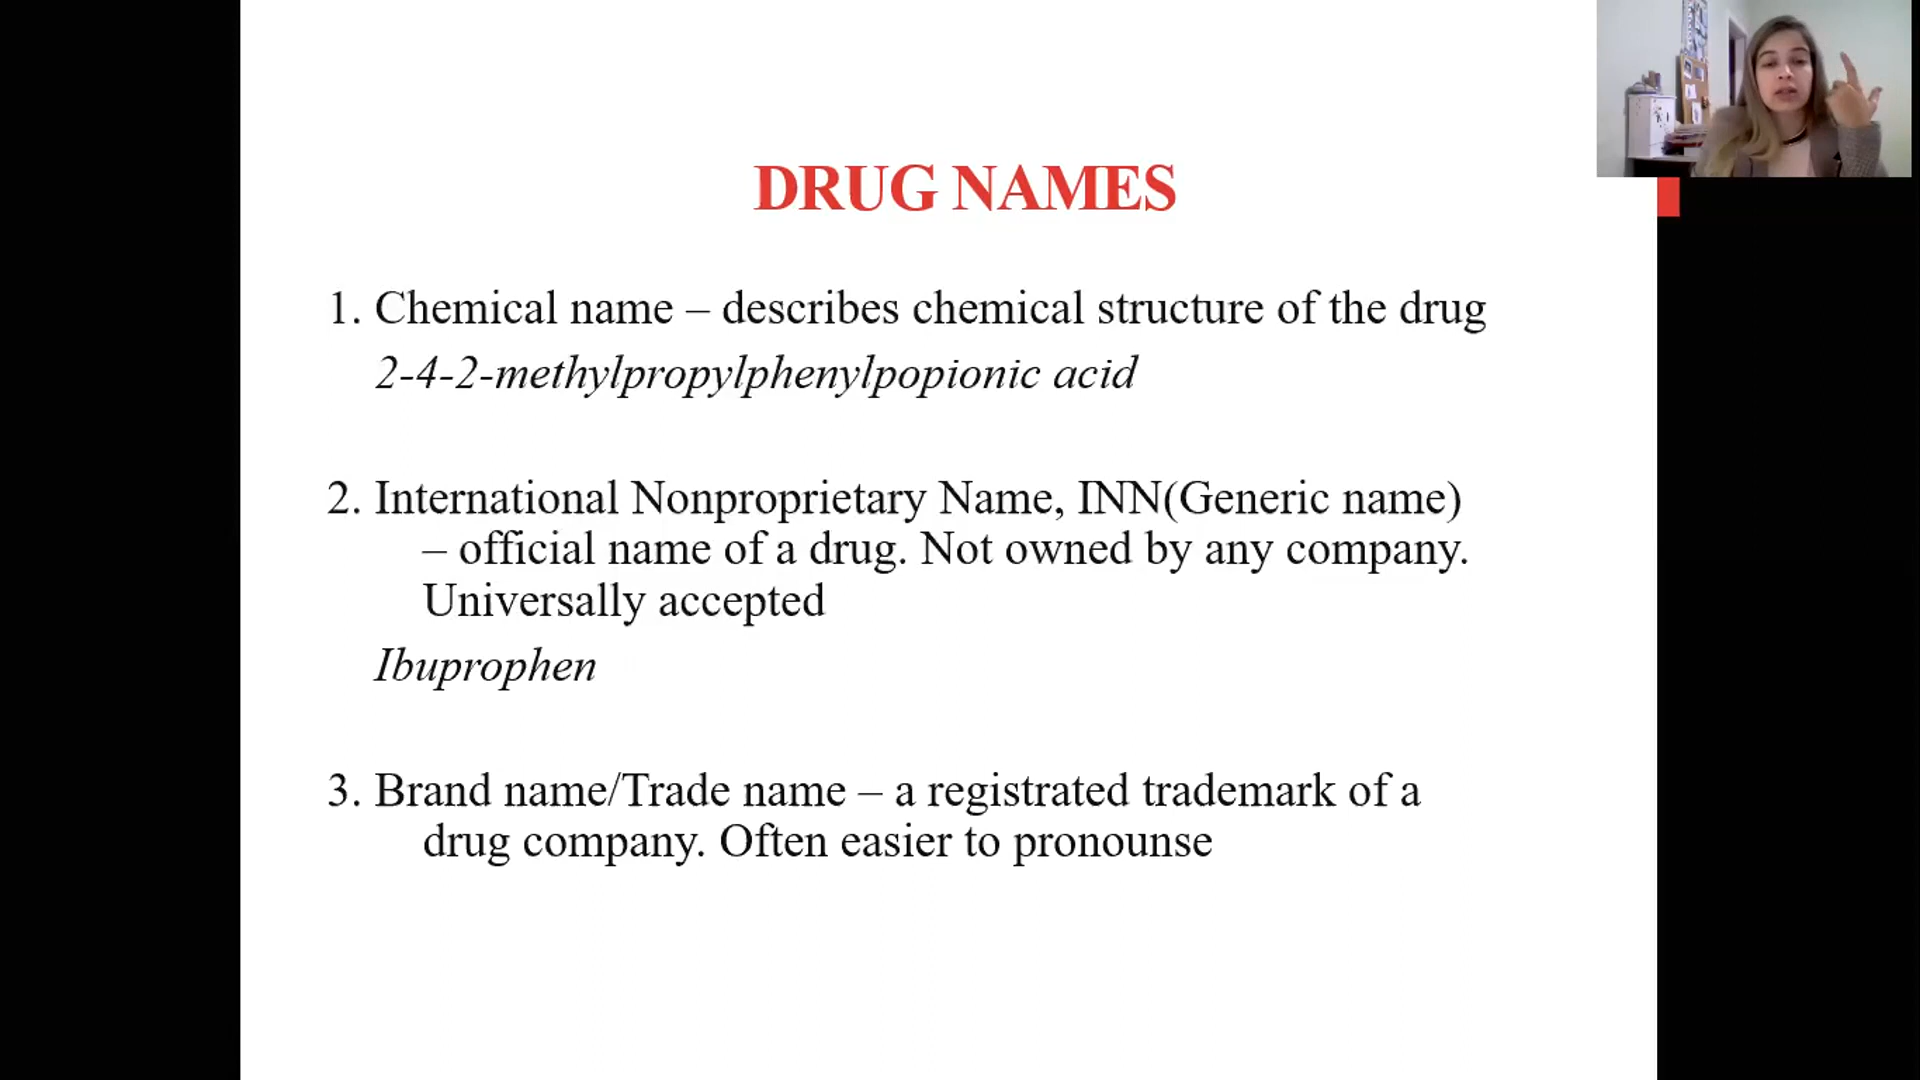 DRUG NAMES
1. Chemical name – describes chemical structure of the drug
2-4-2-methylpropylphenylpopionic acid
2. International Nonproprietary Name, INN(Generic name)
– official name of a drug. Not owned by any company.
Universally accepted
Ibuprophen
3. Brand name/Trade name – a registrated trademark of a
drug company. Often easier to pronounse